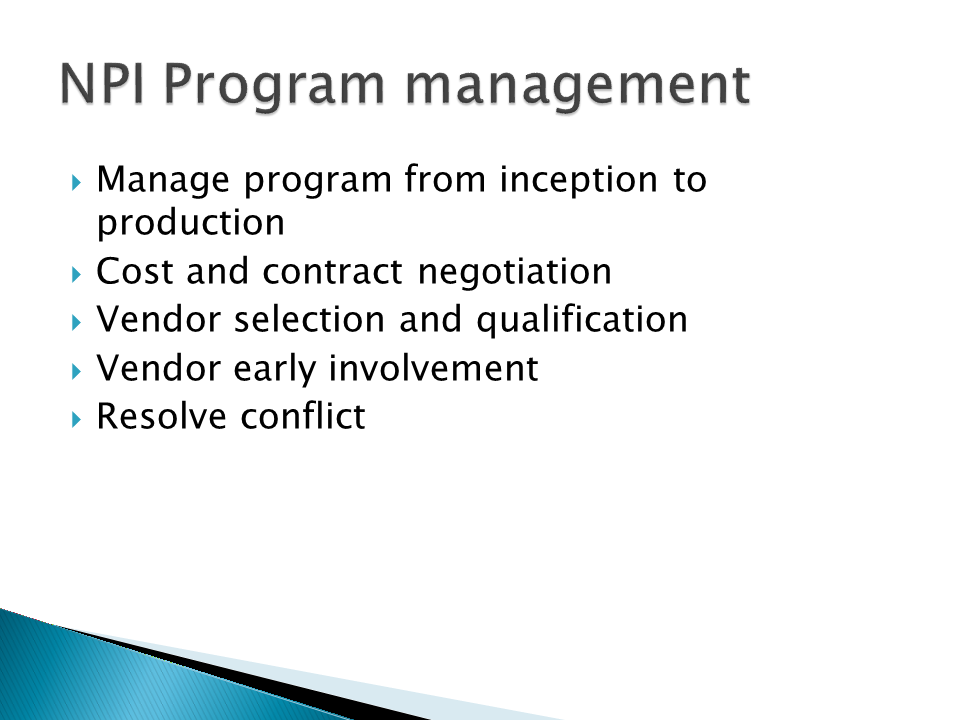 NPI Program management
Manage program from inception to
production
Cost and contract negotiation
Vendor selection and qualification
Vendor early involvement
Resolve conflict